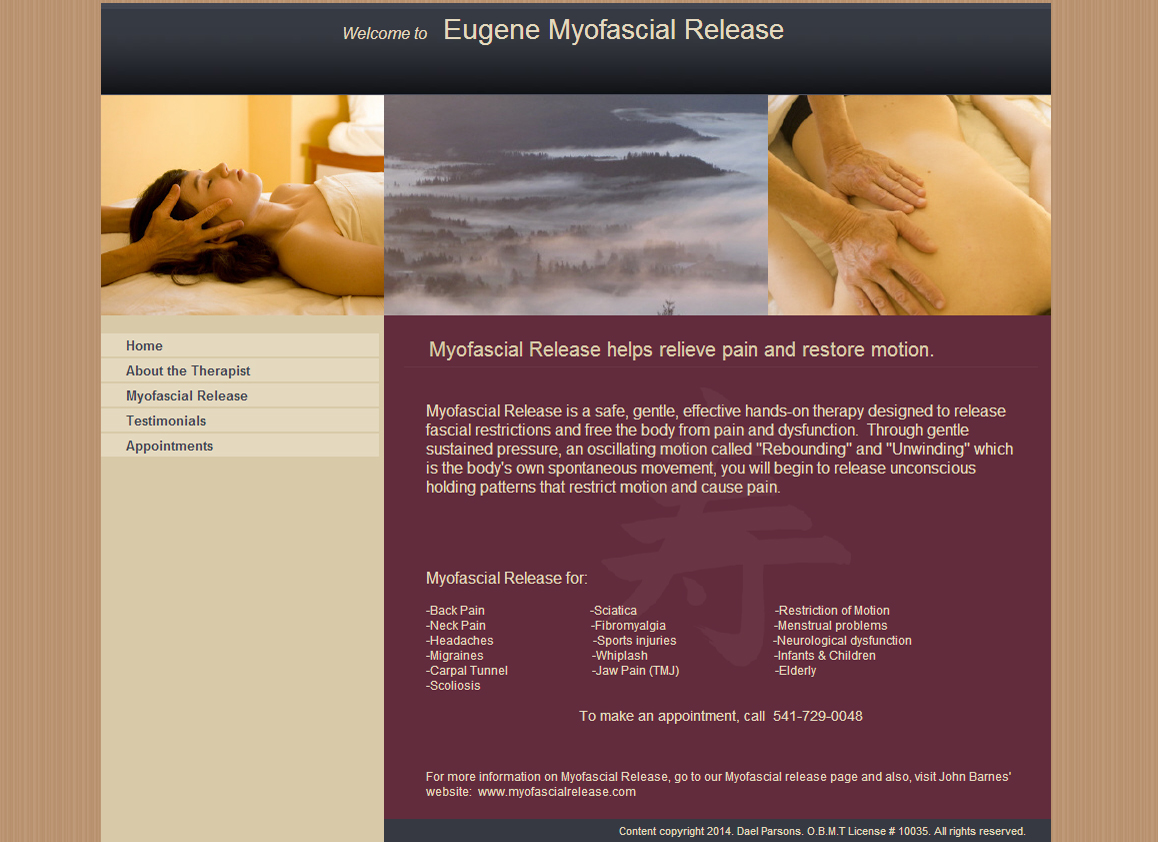 Welcome to Eugene Myofascial Release
Home
About the Therapist
Myofascial Release
Testimonials
Appointments
Myofascial Release helps relieve pain and restore motion.
Myofascial Release is a safe, gentle, effective hands-on therapy designed to release
fascial restrictions and free the body from pain and dysfunction. Through gentle
sustained pressure, an oscillating motion called "Rebounding" and "Unwinding" which
is the body's own spontaneous movement, you will begin to release unconscious
holding patterns that restrict motion and cause pain.
寿
Myofascial Release for:
-Back Pain -Sciatica -Restriction of Motion
-Neck Pain -Fibromyalgia -Menstrual problems
-Headaches -Sports injuries -Neurological dysfunction
-Migraines -Whiplash -Infants & Children
-Carpal Tunnel -Jaw Pain (TMJ) -Elderly
-Scoliosis
To make an appointment, call 541-729-0048
For more information on Myofascial Release, go to our Myofascial release page and also, visit John Barnes'
website: www.myofascialrelease.com
Content copyright 2014. Dael Parsons. O.B.M.T License # 10035. All rights reserved.